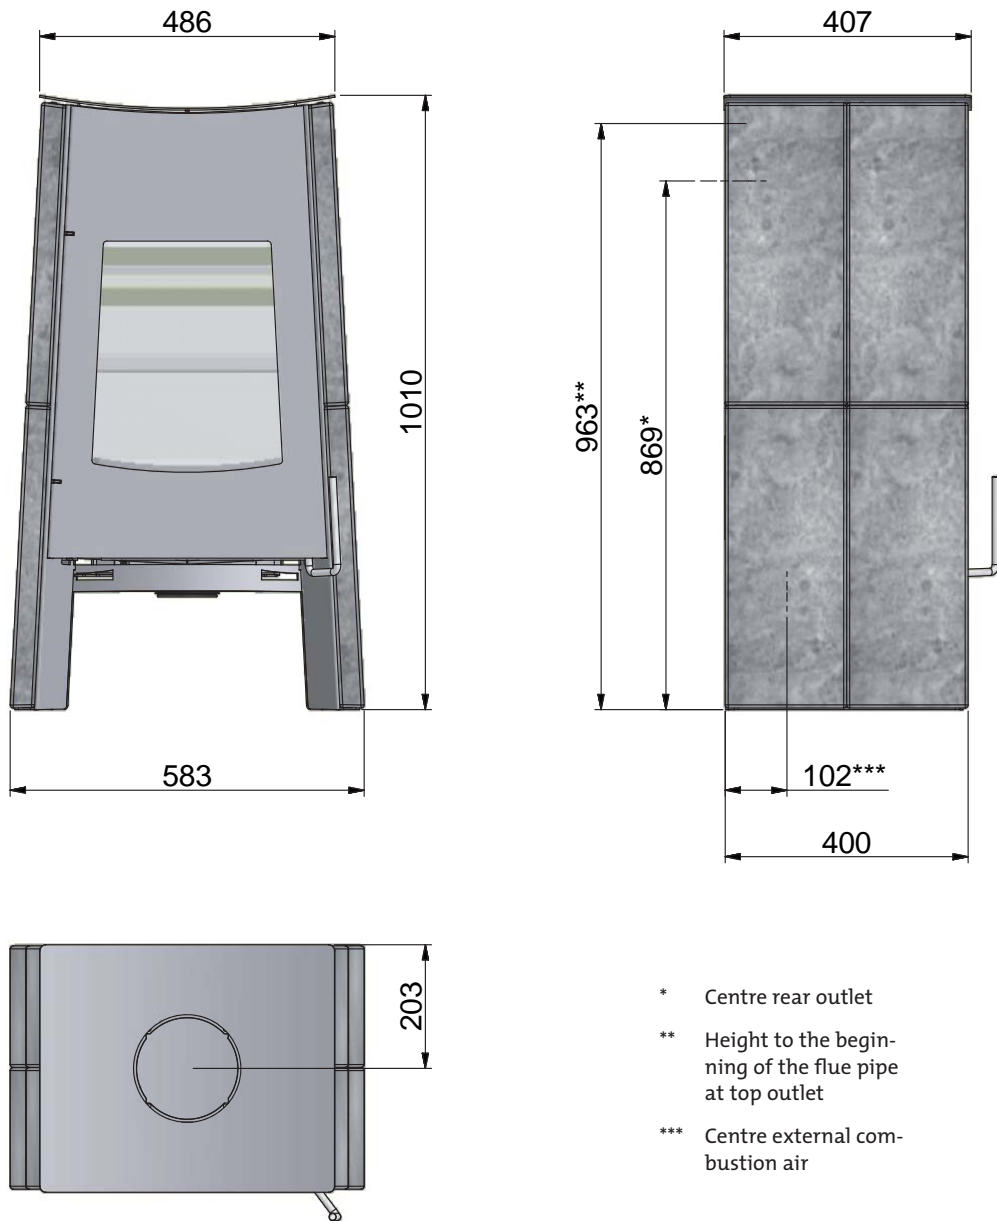 486
407
1010
963**
869*
583
102***
400
203
* Centre rear outlet
** Height to the begin-
ning of the flue pipe
at top outlet
*** Centre external com-
bustion air